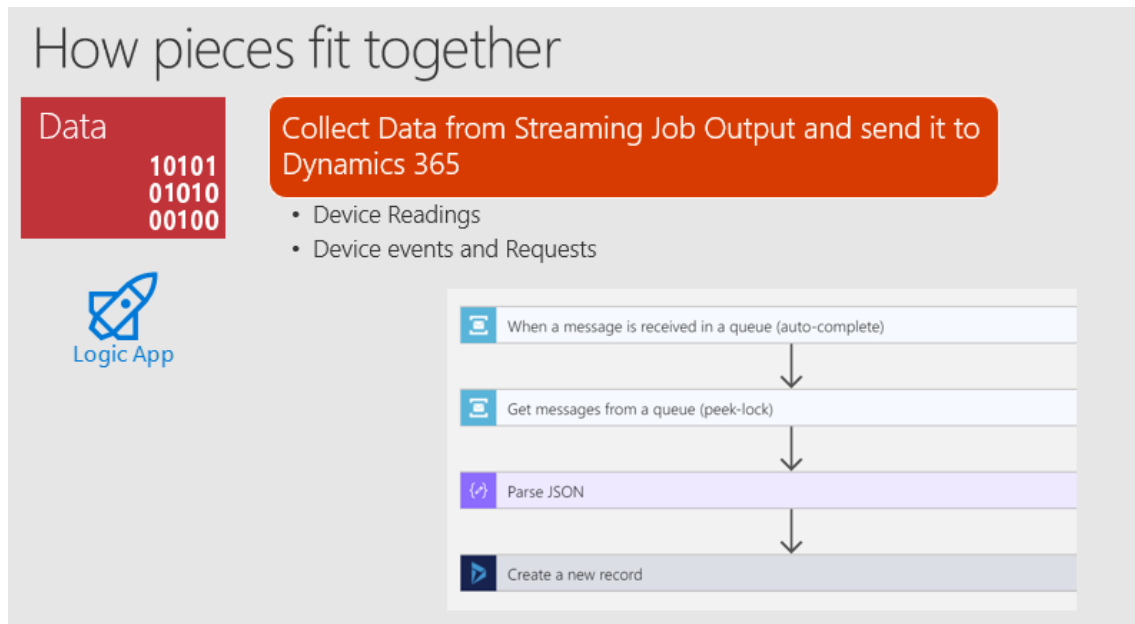 How pieces fit together
Data
10101
01010
00100
Logic App
Collect Data from Streaming Job Output and send it to
Dynamics 365
• Device Readings
• Device events and Requests
When a message is received in a queue (auto-complete)
Get messages from a queue (peek-lock)
Parse JSON
Create a new record